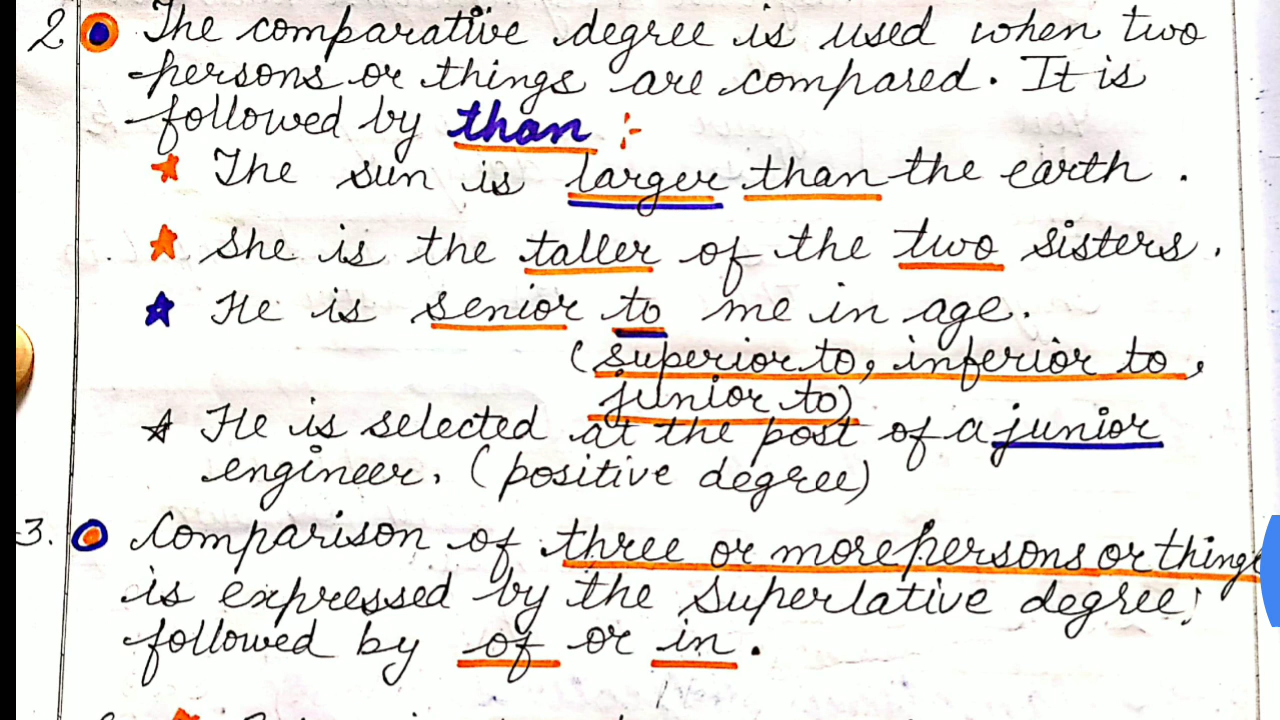 2 The comparative degree is used when two
persons or things are compared. It is
followed by than :-
The sun is larger than the earth .
She is the taller of the two sisters .
He is senior to me in age.
(superior to, inferior to,
junior to)
He is selected at the post of a junior
engineer. (positive degree)
3. Comparison of three or more persons or things
is expressed by the Superlative degree;
followed by of or in .